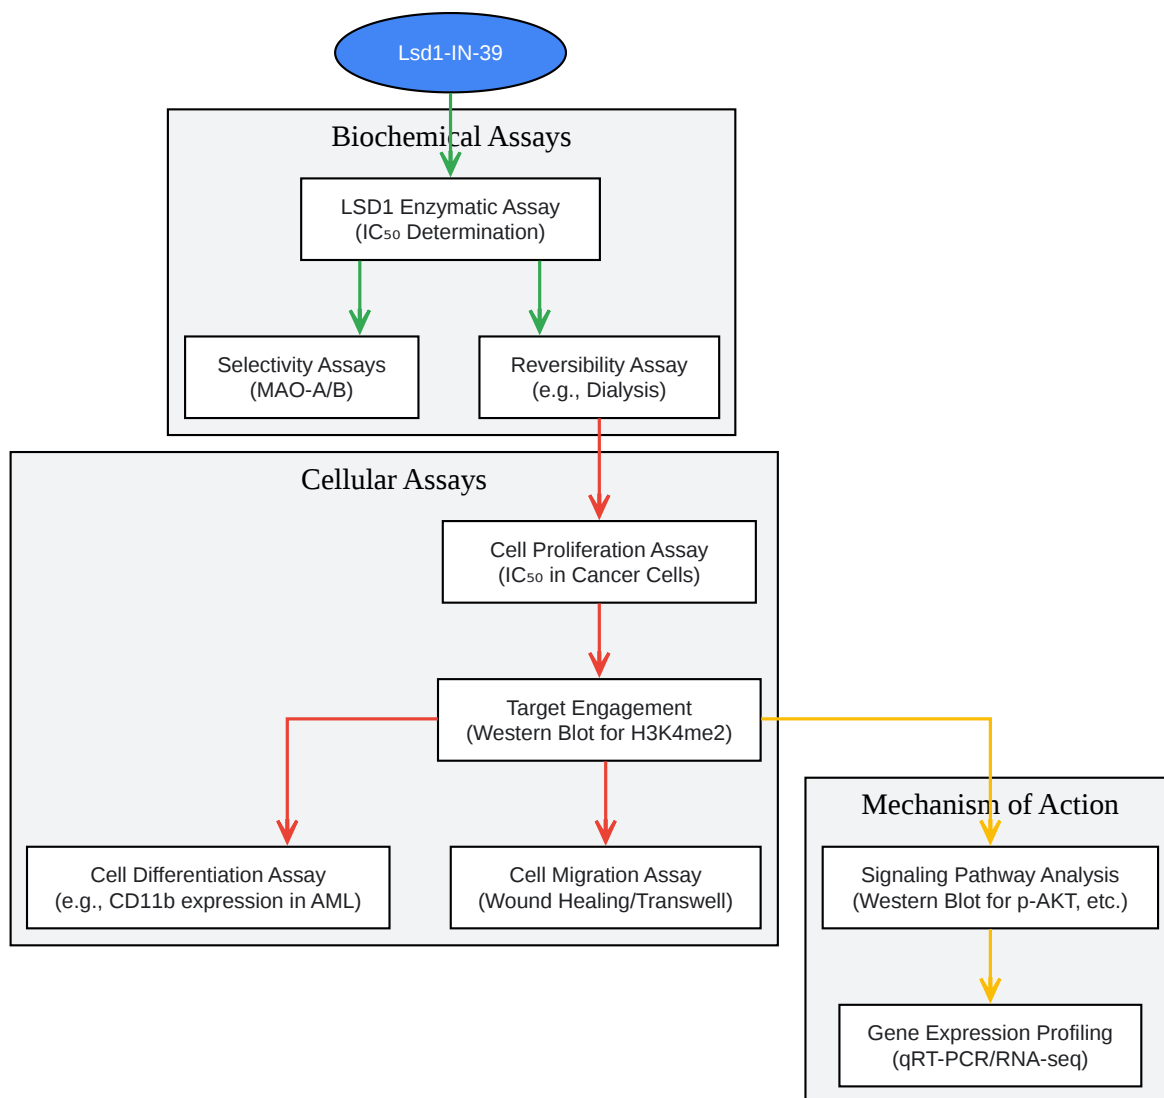 Lsd1-IN-39
Biochemical Assays
LSD1 Enzymatic Assay
(IC₅₀ Determination)
Selectivity Assays
(MAO-A/B)
Reversibility Assay
(e.g., Dialysis)
Cellular Assays
Cell Proliferation Assay
(IC₅₀ in Cancer Cells)
Target Engagement
(Western Blot for H3K4me2)
Cell Differentiation Assay
(e.g., CD11b expression in AML)
Cell Migration Assay
(Wound Healing/Transwell)
Mechanism of Action
Signaling Pathway Analysis
(Western Blot for p-AKT, etc.)
Gene Expression Profiling
(qRT-PCR/RNA-seq)